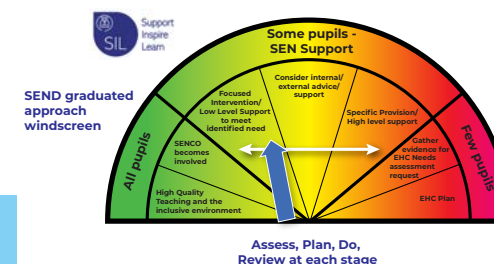 SIL
Support
Inspire
Learn
SEND graduated
approach
windscreen
Some pupils -
SEN Support
All pupils
Few pupils
High Quality
Teaching and the
inclusive environment
SENCO
becomes
involved
Focused
Intervention/
Low Level Support
to meet
identified need
Consider internal/
external advice/
support
Specific Provision/
High level support
Gather
evidence for
EHC Needs
assessment
request
EHC Plan
Assess, Plan, Do,
Review at each stage